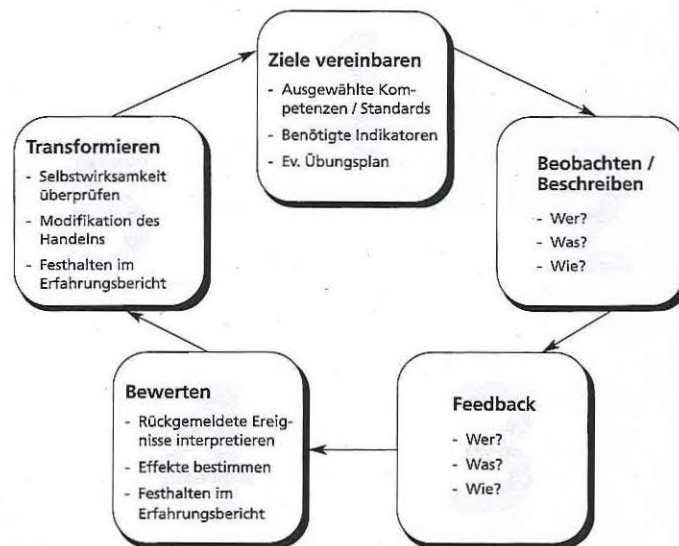 Ziele vereinbaren
- Ausgewählte Kom-
petenzen / Standards
- Benötigte Indikatoren
- Ev. Übungsplan
Beobachten /
Beschreiben
- Wer?
- Was?
- Wie?
Feedback
- Wer?
- Was?
- Wie?
Bewerten
- Rückgemeldete Ereig-
nisse interpretieren
- Effekte bestimmen
- Festhalten im
Erfahrungsbericht
Transformieren
- Selbstwirksamkeit
überprüfen
- Modifikation des
Handelns
- Festhalten im
Erfahrungsbericht